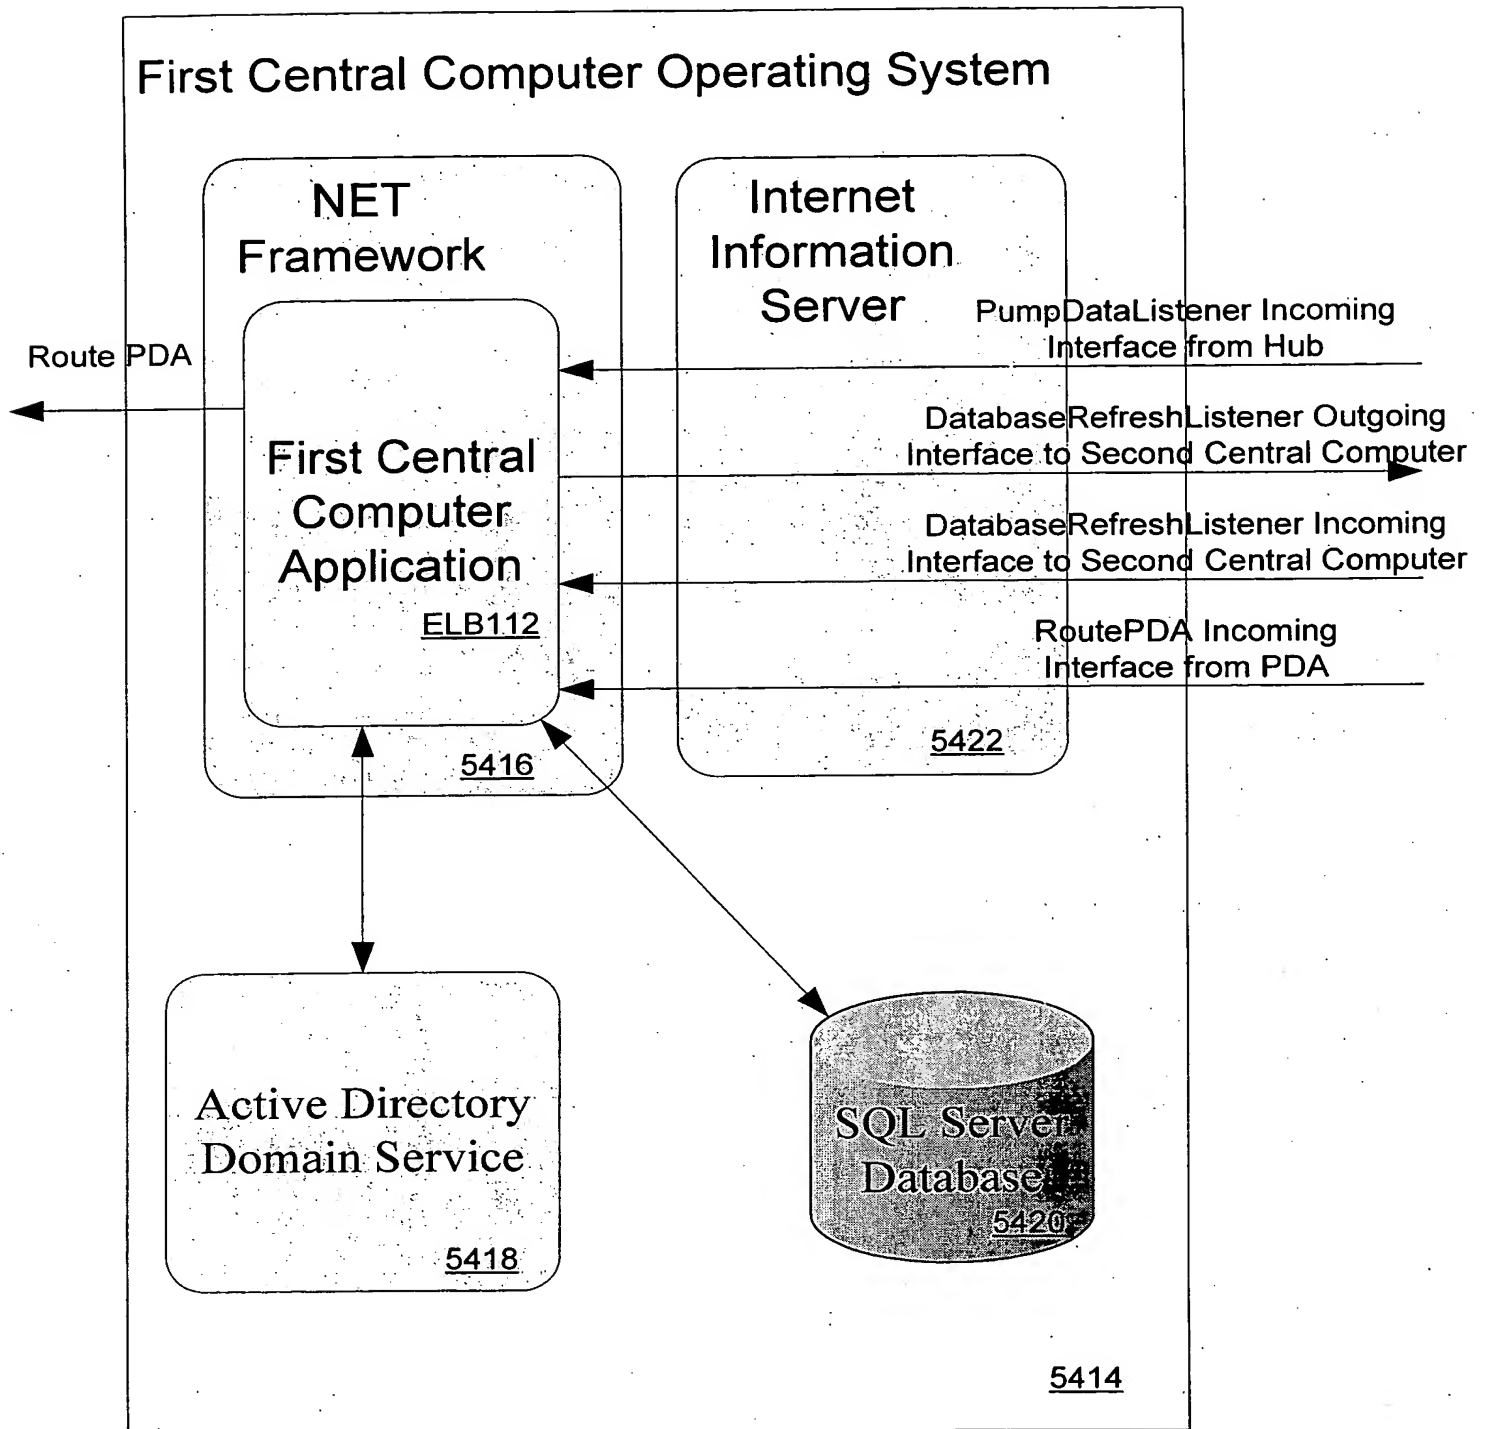 First Central Computer Operating System
NET
Framework
Internet
Information
Server
PumpDataListener Incoming
Interface from Hub
Route PDA
DatabaseRefreshListener Outgoing
Interface to Second Central Computer
First Central
Computer
Application
ELB112
DatabaseRefreshListener Incoming
Interface to Second Central Computer
RoutePDA Incoming
Interface from PDA
5416
5422
Active Directory
Domain Service
5418
SQL Server
Database
5420
5414